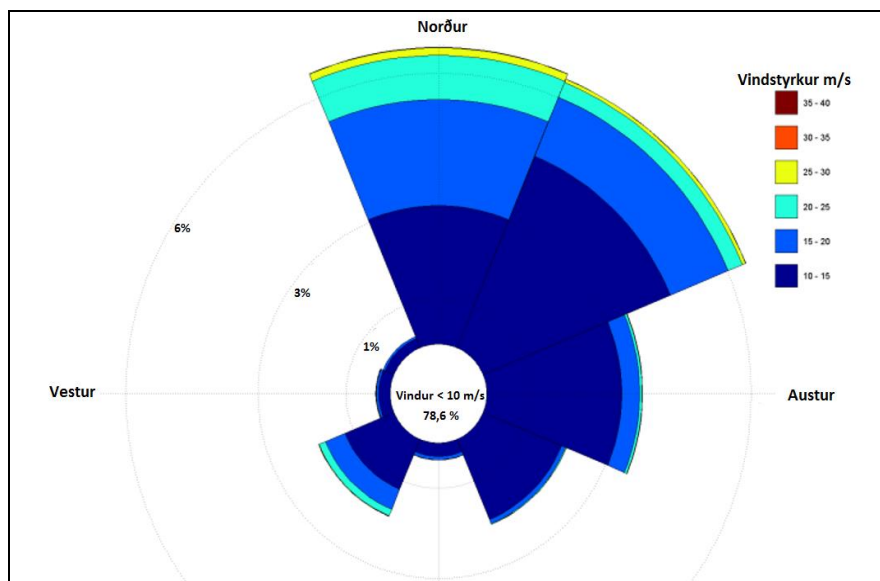 Norður
Vindstyrkur m/s
35 - 40
30 - 35
25 - 30
20 - 25
15 - 20
10 - 15
6%
3%
1%
Vestur
Vindur < 10 m/s
78,6 %
Austur